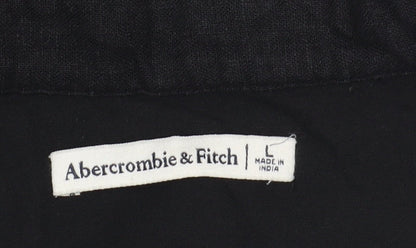 Abercrombie & Fitch
L
MADE IN
INDIA